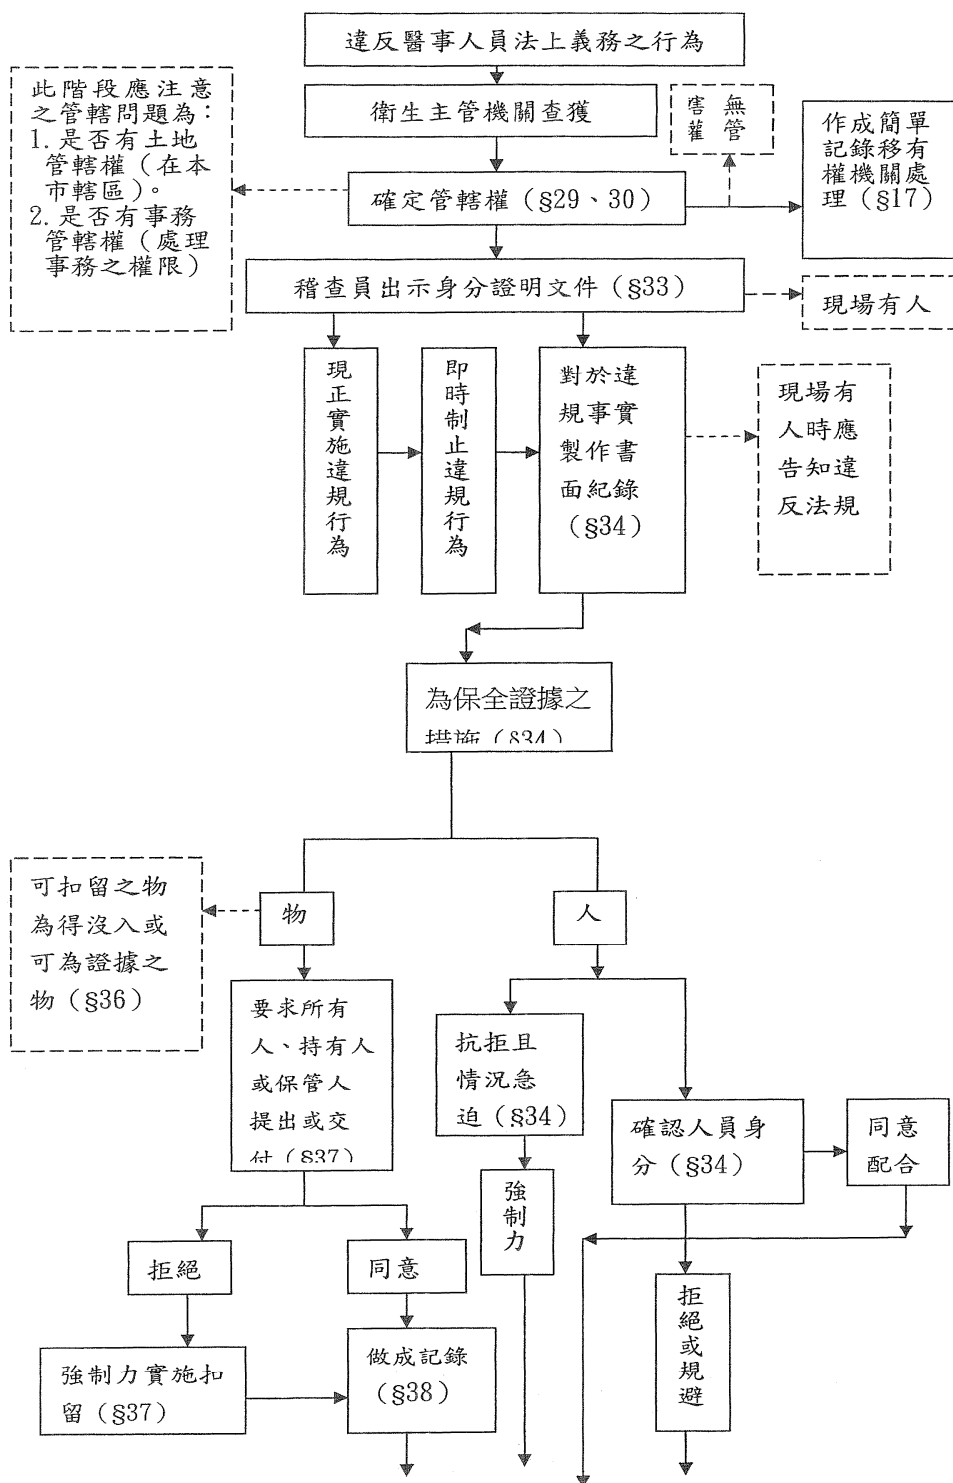 違反醫事人員法上義務之行為
此階段應注意
之管轄問題為：
1. 是否有土地
管轄權（在本
市轄區）。
2. 是否有事務
管轄權（處理
事務之權限）
衛生主管機關查獲
無管
作成簡單
記錄移有
權機關處
理（§17）
確定管轄權（§29、30）
稽查員出示身分證明文件（§33）
現場有人
現正實施違規行為
即時制止違規行為
對於違
規事實
製作書
面紀錄
（§34）
現場有
人時應
告知違
反法規
為保全證據之
措施（§34）
可扣留之物
為得沒入或
可為證據之
物（§36）
物
人
要求所有
人、持有人
或保管人
提出或交
付（§37）
抗拒且
情況急
迫（§34）
確認人員身
分（§34）
同意
配合
強制力
拒絕
同意
拒絕或規避
強制力實施扣
留（§37）
做成記錄
（§38）